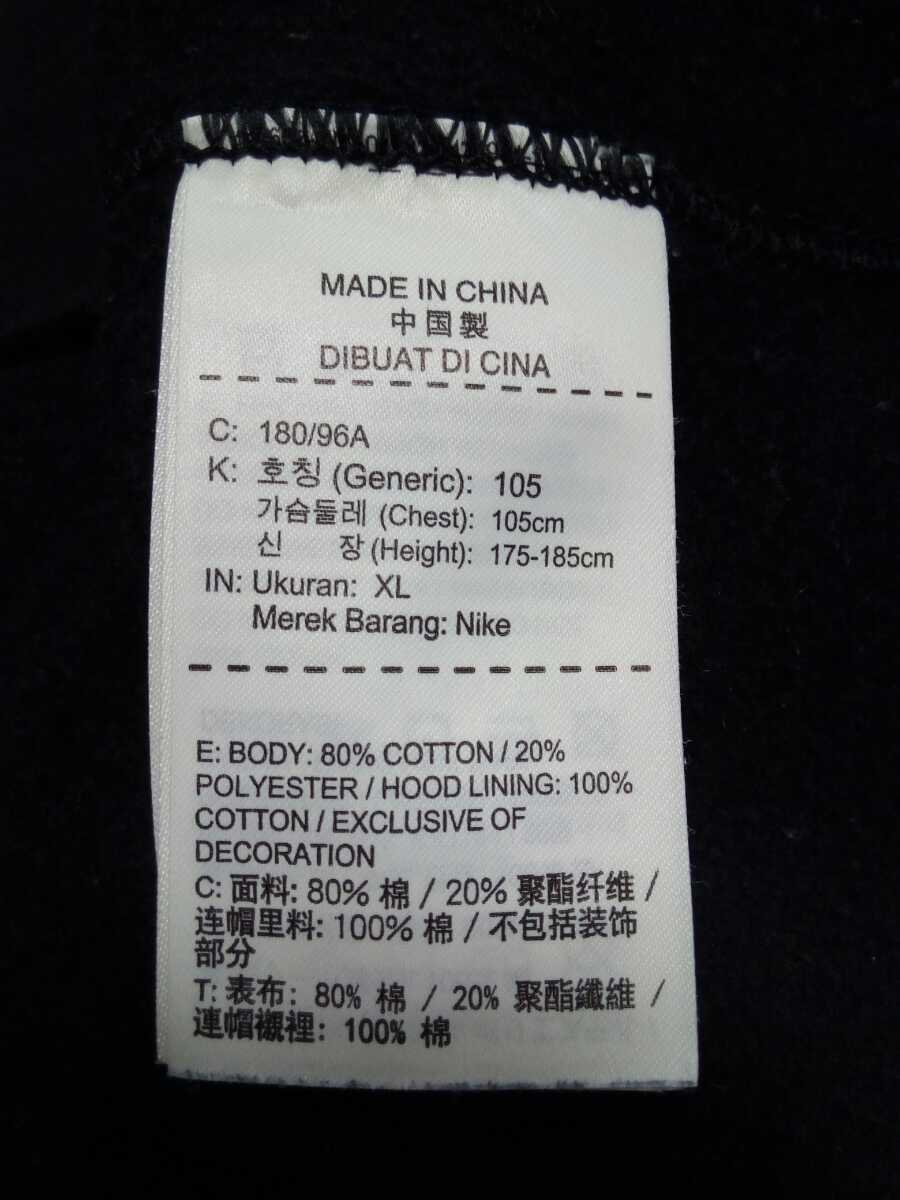 MADE IN CHINA
中国製
DIBUAT DI CINA
C: 180/96A
K: 호칭 (Generic): 105
가슴둘레 (Chest): 105cm
신 장 (Height): 175-185cm
IN: Ukuran: XL
Merek Barang: Nike
E: BODY: 80% COTTON / 20%
POLYESTER / HOOD LINING: 100%
COTTON / EXCLUSIVE OF
DECORATION
C: 面料: 80% 棉 / 20% 聚酯纤维 /
连帽里料: 100% 棉 / 不包括装饰
部分
T: 表布: 80% 棉 / 20% 聚酯纖維 /
連帽襯裡: 100% 棉